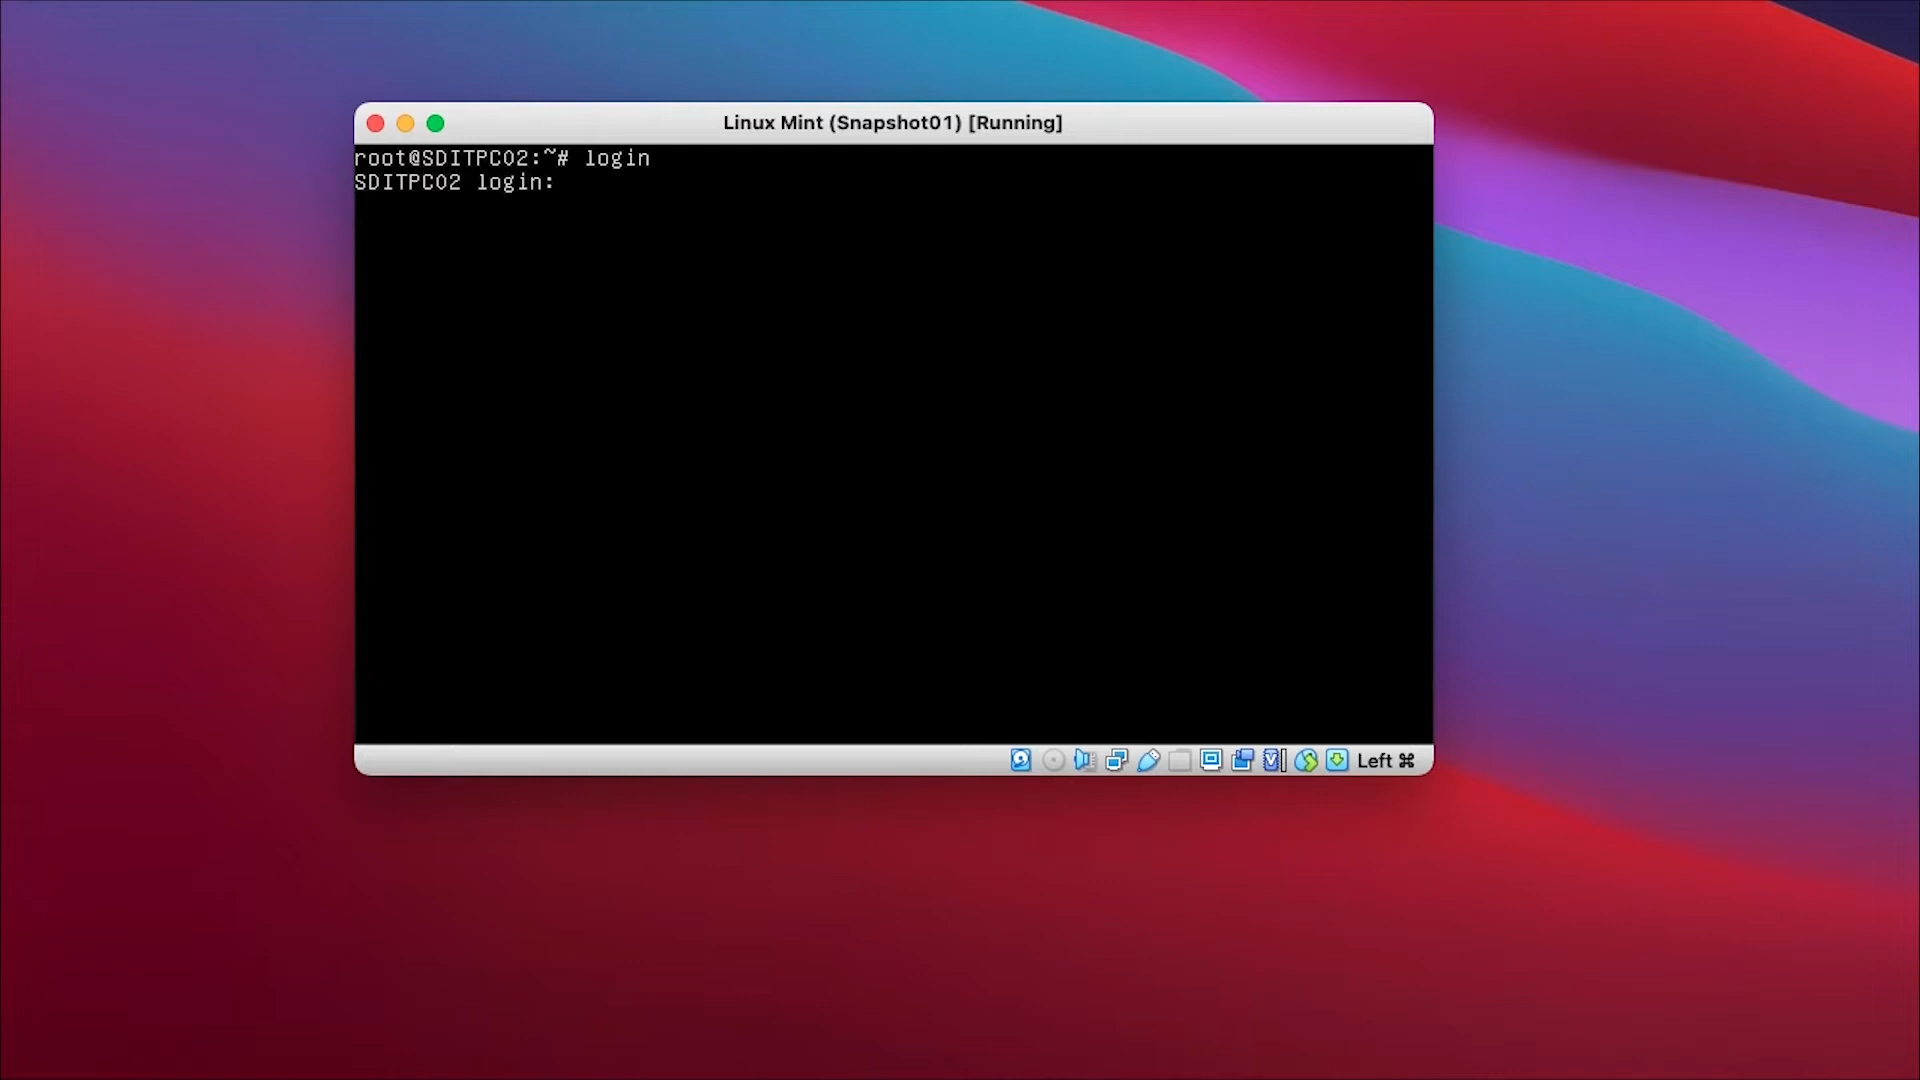 Linux Mint (Snapshot01) [Running]
root@SDITPC02:~# login
SDITPC02 login:
Left ⌘